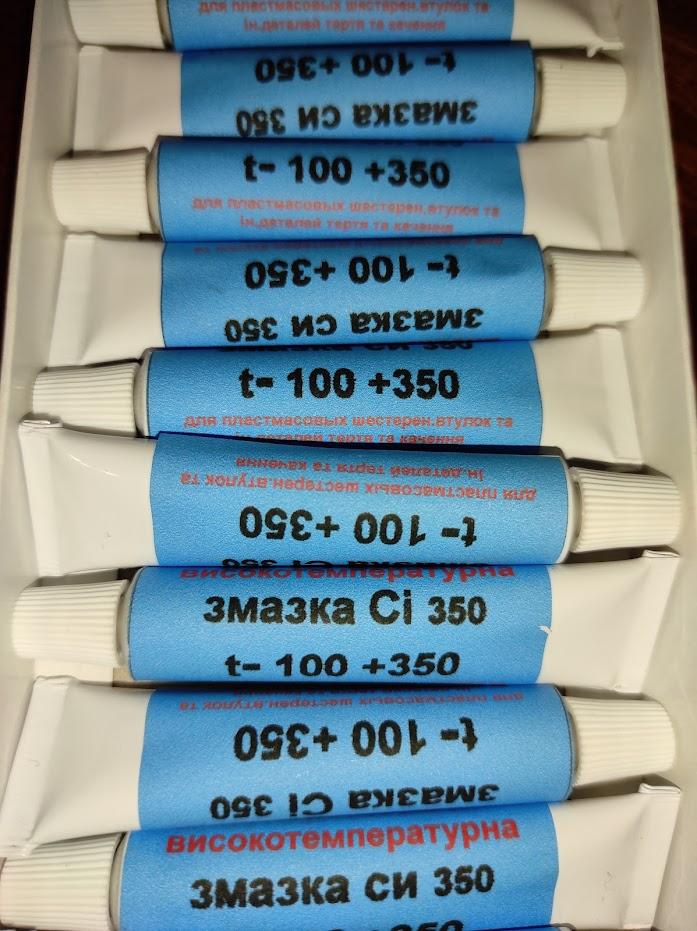 для пластмасовых шестерен.втулок та
ін.деталей тертя та качення
змазка си 350
t- 100 +350
t- 100 +350
для пластмасовых шестерен.втулок та
ін.деталей тертя та качення
змазка си 350
t- 100 +350
t- 100 +350
для пластмасовых шестерен.втулок та
ін.деталей тертя та качення
змазка Сі 350
t- 100 +350
для пластмасовых шестерен.втулок та
ін.деталей тертя та качення
високотемпературна
змазка Сі 350
t- 100 +350
змазка Сі 350
t- 100 +350
для пластмасовых шестерен.втулок та
високотемпературна
змазка си 350
+350